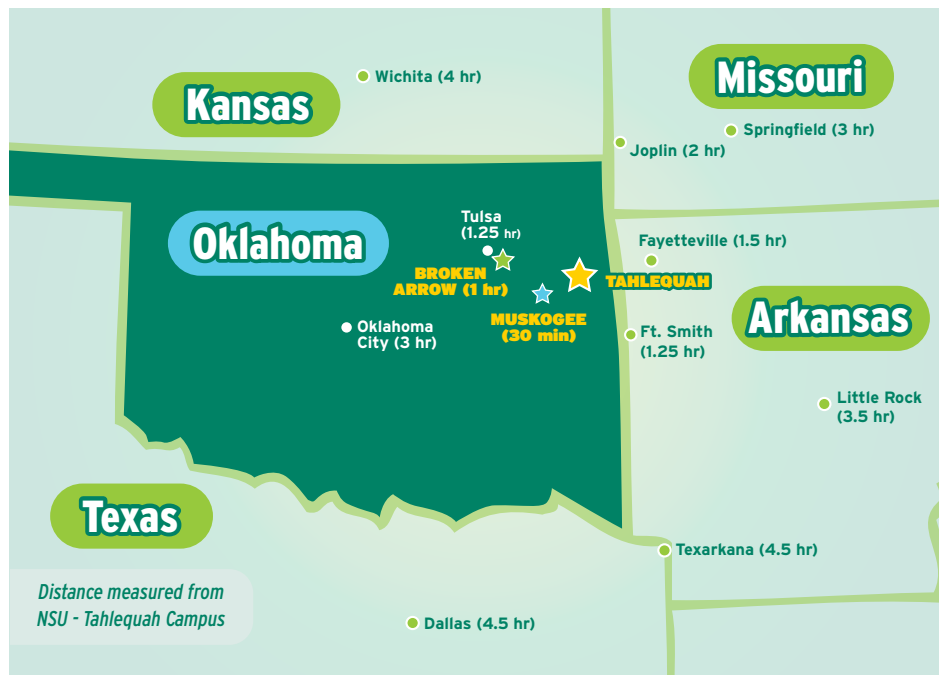 Kansas
Wichita (4 hr)
Missouri
Springfield (3 hr)
Joplin (2 hr)
Oklahoma
Tulsa
(1.25 hr)
BROKEN
ARROW (1 hr)
TAHLEQUAH
MUSKOGEE
(30 min)
Oklahoma
City (3 hr)
Fayetteville (1.5 hr)
Arkansas
Ft. Smith
(1.25 hr)
Little Rock
(3.5 hr)
Texas
Texarkana (4.5 hr)
Dallas (4.5 hr)
Distance measured from
NSU - Tahlequah Campus